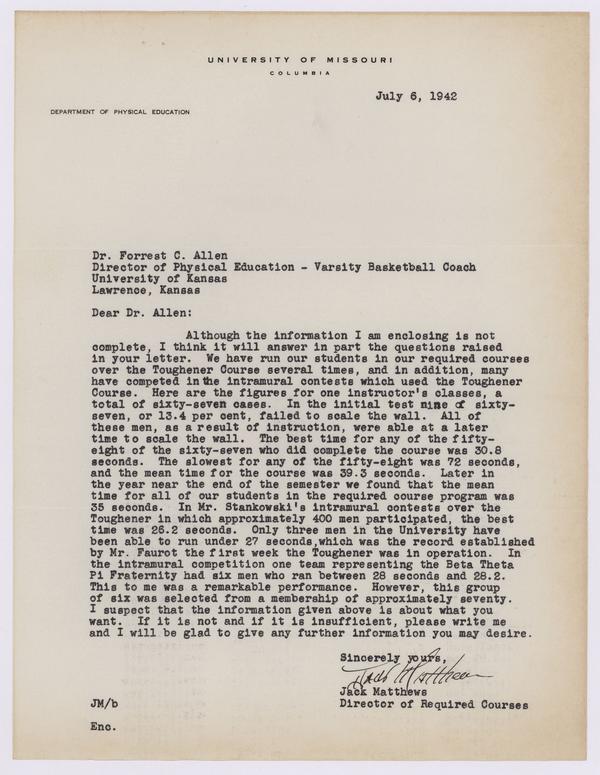 UNIVERSITY OF MISSOURI
COLUMBIA
July 6, 1942
DEPARTMENT OF PHYSICAL EDUCATION
Dr. Forrest C. Allen
Director of Physical Education - Varsity Basketball Coach
University of Kansas
Lawrence, Kansas
Dear Dr. Allen:
Although the information I am enclosing is not
complete, I think it will answer in part the questions raised
in your letter. We have run our students in our required courses
over the Toughener Course several times, and in addition, many
have competed in the intramural contests which used the Toughener
Course. Here are the figures for one instructor's classes, a
total of sixty-seven cases. In the initial test nine of sixty-
seven, or 13.4 per cent, failed to scale the wall. All of
these men, as a result of instruction, were able at a later
time to scale the wall. The best time for any of the fifty-
eight of the sixty-seven who did complete the course was 30.8
seconds. The slowest for any of the fifty-eight was 72 seconds,
and the mean time for the course was 39.3 seconds. Later in
the year near the end of the semester we found that the mean
time for all of our students in the required course program was
35 seconds. In Mr. Stankowski's intramural contests over the
Toughener in which approximately 400 men participated, the best
time was 26.2 seconds. Only three men in the University have
been able to run under 27 seconds,which was the record established
by Mr. Faurot the first week the Toughener was in operation. In
the intramural competition one team representing the Beta Theta
Pi Fraternity had six men who ran between 28 seconds and 28.2.
This to me was a remarkable performance. However, this group
of six was selected from a membership of approximately seventy.
I suspect that the information given above is about what you
want. If it is not and if it is insufficient, please write me
and I will be glad to give any further information you may desire.
Sincerely yours,
Jack Matthews
Jack Matthews
JM/b
Director of Required Courses
Enc.